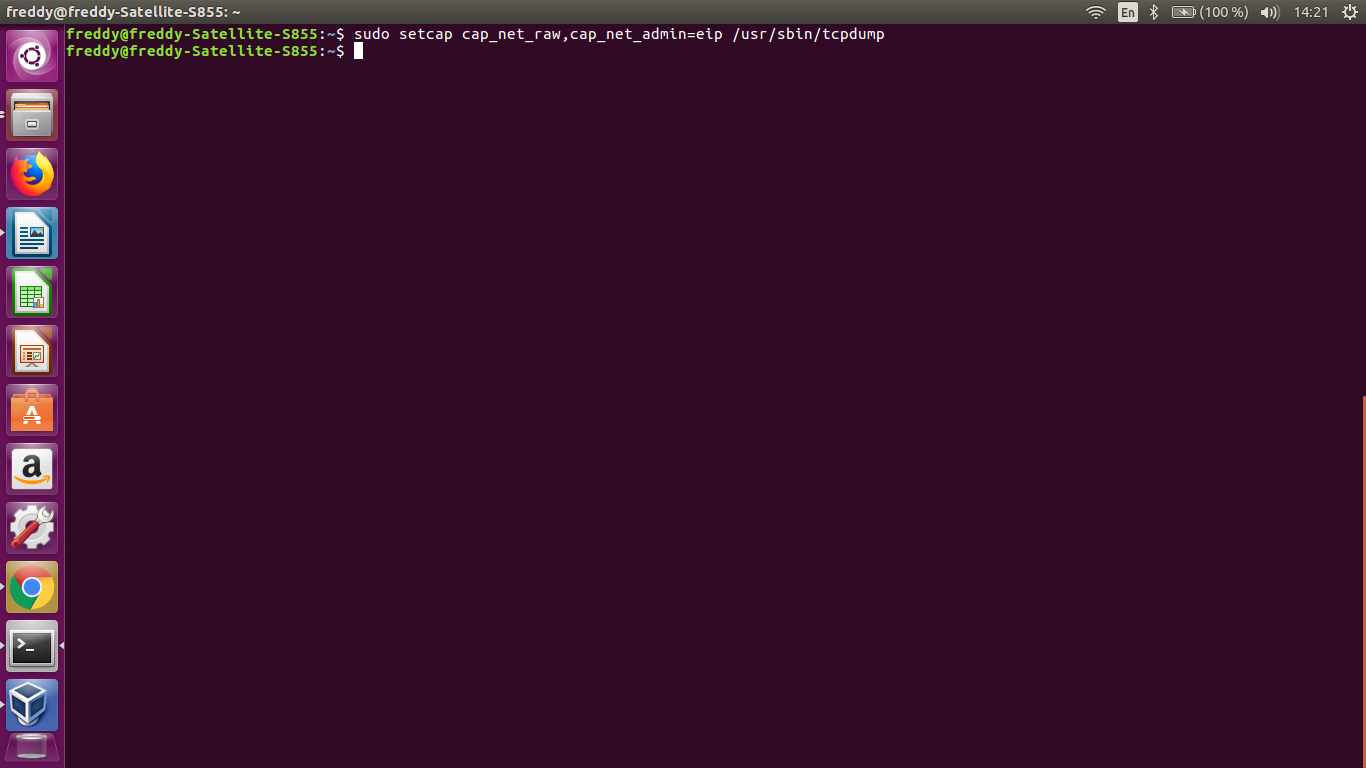 freddy@freddy-Satellite-S855: ~
En
(100 %)
14:21
freddy@freddy-Satellite-S855:~$ sudo setcap cap_net_raw,cap_net_admin=eip /usr/sbin/tcpdump
freddy@freddy-Satellite-S855:~$
A
a
>_